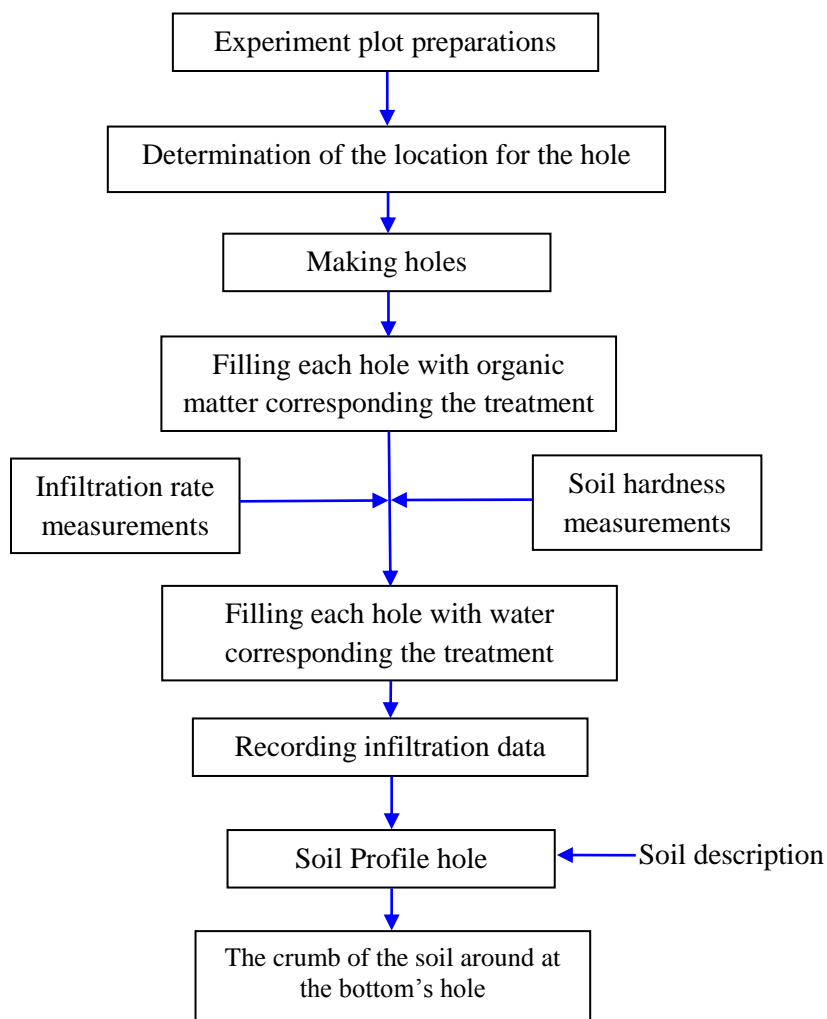 Experiment plot preparations
Determination of the location for the hole
Making holes
Filling each hole with organic
matter corresponding the treatment
Infiltration rate
measurements
Soil hardness
measurements
Filling each hole with water
corresponding the treatment
Recording infiltration data
Soil Profile hole
Soil description
The crumb of the soil around at
the bottom's hole